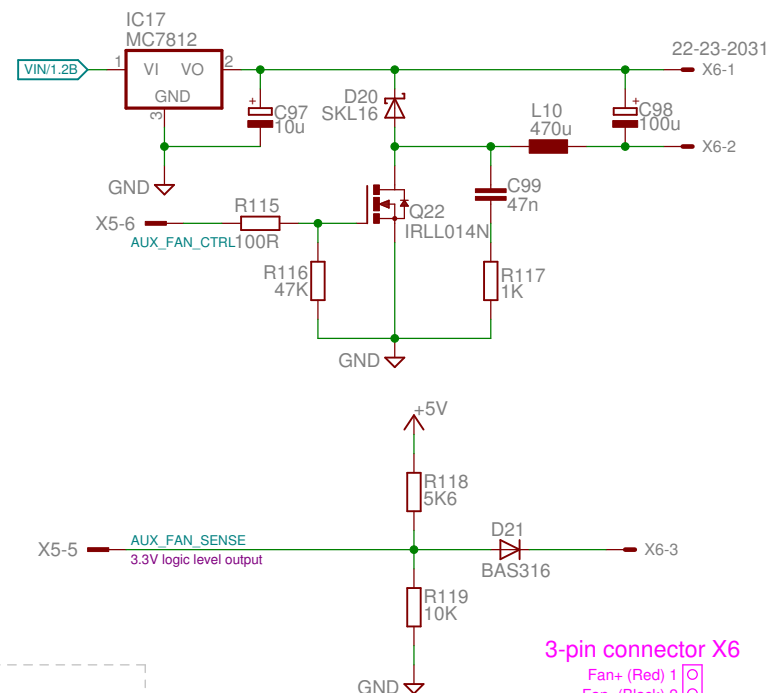 IC17
MC7812
22-23-2031
VIN/1.2B
1
VI VO
2
GND
3
X6-1
D20
SKL16
+
C97
10u
L10
470u
+
C98
100u
X6-2
GND
C99
47n
X5-6
R115
Q22
AUX_FAN_CTRL
100R
IRLL014N
R116
47K
R117
1K
GND
+5V
R118
5K6
D21
X5-5
AUX_FAN_SENSE
X6-3
3.3V logic level output
BAS316
R119
10K
3-pin connector X6
Fan+ (Red) 1
Fan- (Black) 2
GND